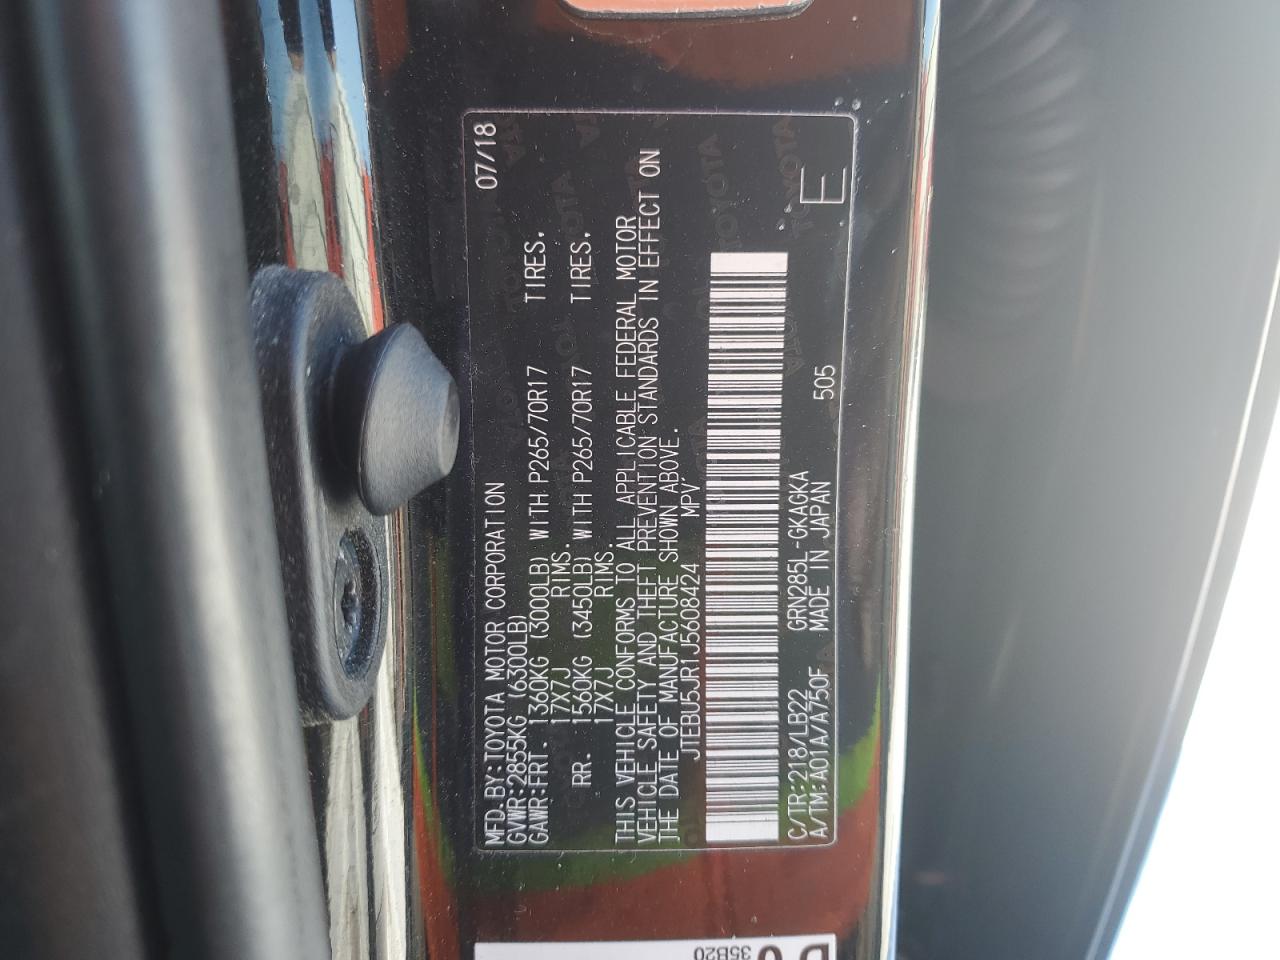 MFD.BY:TOYOTA MOTOR CORPORATION 07/18
GVWR:2855KG (6300LB)
GAWR:FRT. 1360KG (3000LB) WITH P265/70R17 TIRES.
17X7J RIMS.
RR. 1560KG (3450LB) WITH P265/70R17 TIRES.
17X7J RIMS.
THIS VEHICLE CONFORMS TO ALL APPLICABLE FEDERAL MOTOR
VEHICLE SAFETY AND THEFT PREVENTION STANDARDS IN EFFECT ON
THE DATE OF MANUFACTURE SHOWN ABOVE.
JTEBU5JR1J5608424 MPV
E
C/TR:218/LB22 GRN285L-GKAGKA
A/TM:A01A/A750F MADE IN JAPAN 505
35B20